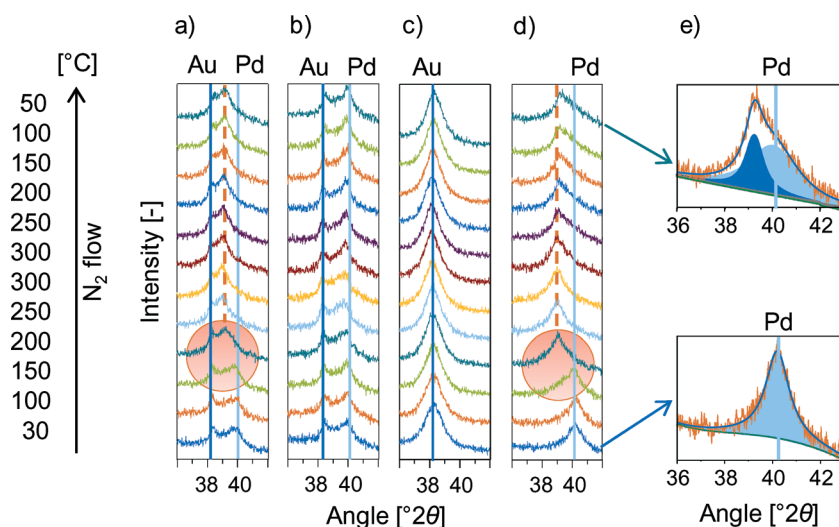 a) b) c) d) e)
[°C] Au Pd Au Pd Au Pd Pd
50
100
150
200
250
300
300
250
200
150
100
30
N2 flow
Intensity [-]
36 38 40 42
Pd
36 38 40 42
38 40 38 40 38 40 38 40
Angle [°2θ] Angle [°2θ]